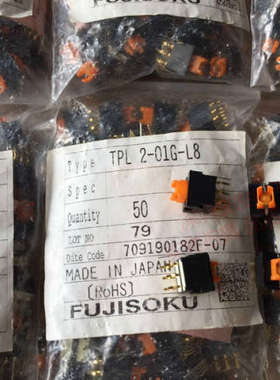 Type TPL 2-01G-L8
Spec
Quantity 50
LOT NO 79
Date Code 709190182F-07
MADE IN JAPAN
(RoHS)
FUJISOKU